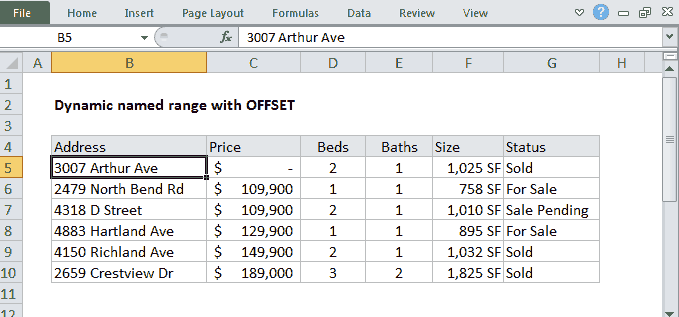 File Home Insert Page Layout Formulas Data Review View ?
B5 fx 3007 Arthur Ave
A B C D E F G H
1
2 Dynamic named range with OFFSET
3
4 Address Price Beds Baths Size Status
5 3007 Arthur Ave $ - 2 1 1,025 SF Sold
6 2479 North Bend Rd $ 109,900 1 1 758 SF For Sale
7 4318 D Street $ 109,900 2 1 1,010 SF Sale Pending
8 4883 Hartland Ave $ 129,900 1 1 895 SF For Sale
9 4150 Richland Ave $ 149,900 2 1 1,032 SF Sold
10 2659 Crestview Dr $ 189,000 3 2 1,825 SF Sold
11
12